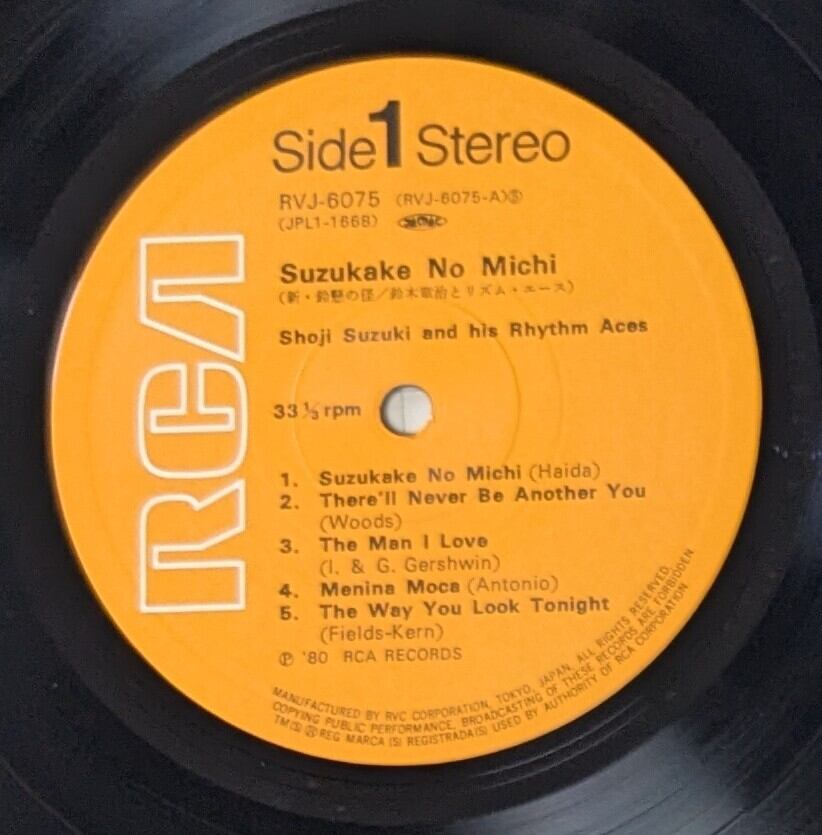 Side 1 Stereo
RVJ-6075 (RVJ-6075-A)Ⓢ
(JPL1-1668)
Suzukake No Michi
(新・鈴懸の径／鈴木章治とリズム・エース)
Shoji Suzuki and his Rhythm Aces
33⅓ rpm
1. Suzukake No Michi (Haida)
2. There'll Never Be Another You
(Woods)
3. The Man I Love
(I. & G. Gershwin)
4. Menina Moca (Antonio)
5. The Way You Look Tonight
(Fields-Kern)
Ⓟ '80 RCA RECORDS
MANUFACTURED BY RVC CORPORATION, TOKYO, JAPAN, ALL RIGHTS RESERVED,
COPYING PUBLIC PERFORMANCE, BROADCASTING OF THESE RECORDS ARE FORBIDDEN
TM(S) ® REG MARCA (S) REGISTRADA(S) USED BY AUTHORITY OF RCA CORPORATION
RCA